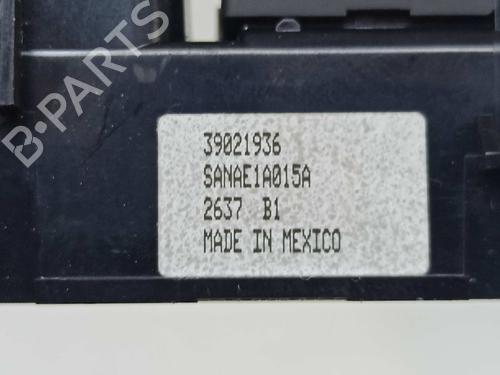 B-PARTS
39021936
SANAE1A015A
2637 B1
MADE IN MEXICO